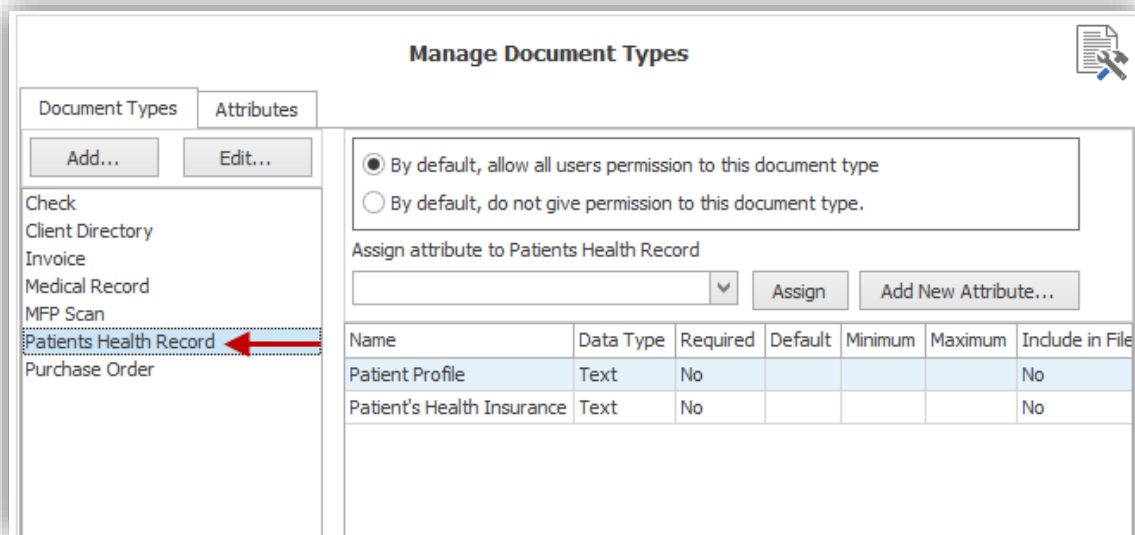 Manage Document Types
Document Types Attributes
Add... Edit...
Check
Client Directory
Invoice
Medical Record
MFP Scan
Patients Health Record
Purchase Order
By default, allow all users permission to this document type
By default, do not give permission to this document type.
Assign attribute to Patients Health Record
Assign Add New Attribute...
Name Data Type Required Default Minimum Maximum Include in File
Patient Profile Text No No
Patient's Health Insurance Text No No